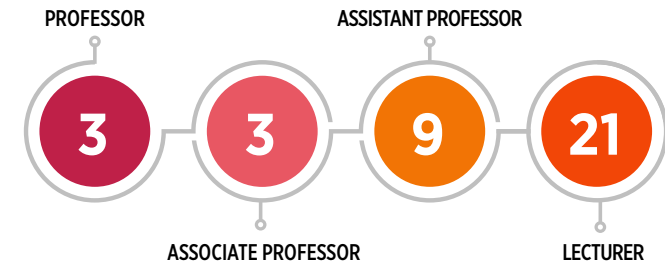 PROFESSOR
ASSISTANT PROFESSOR
3
3
9
21
ASSOCIATE PROFESSOR
LECTURER